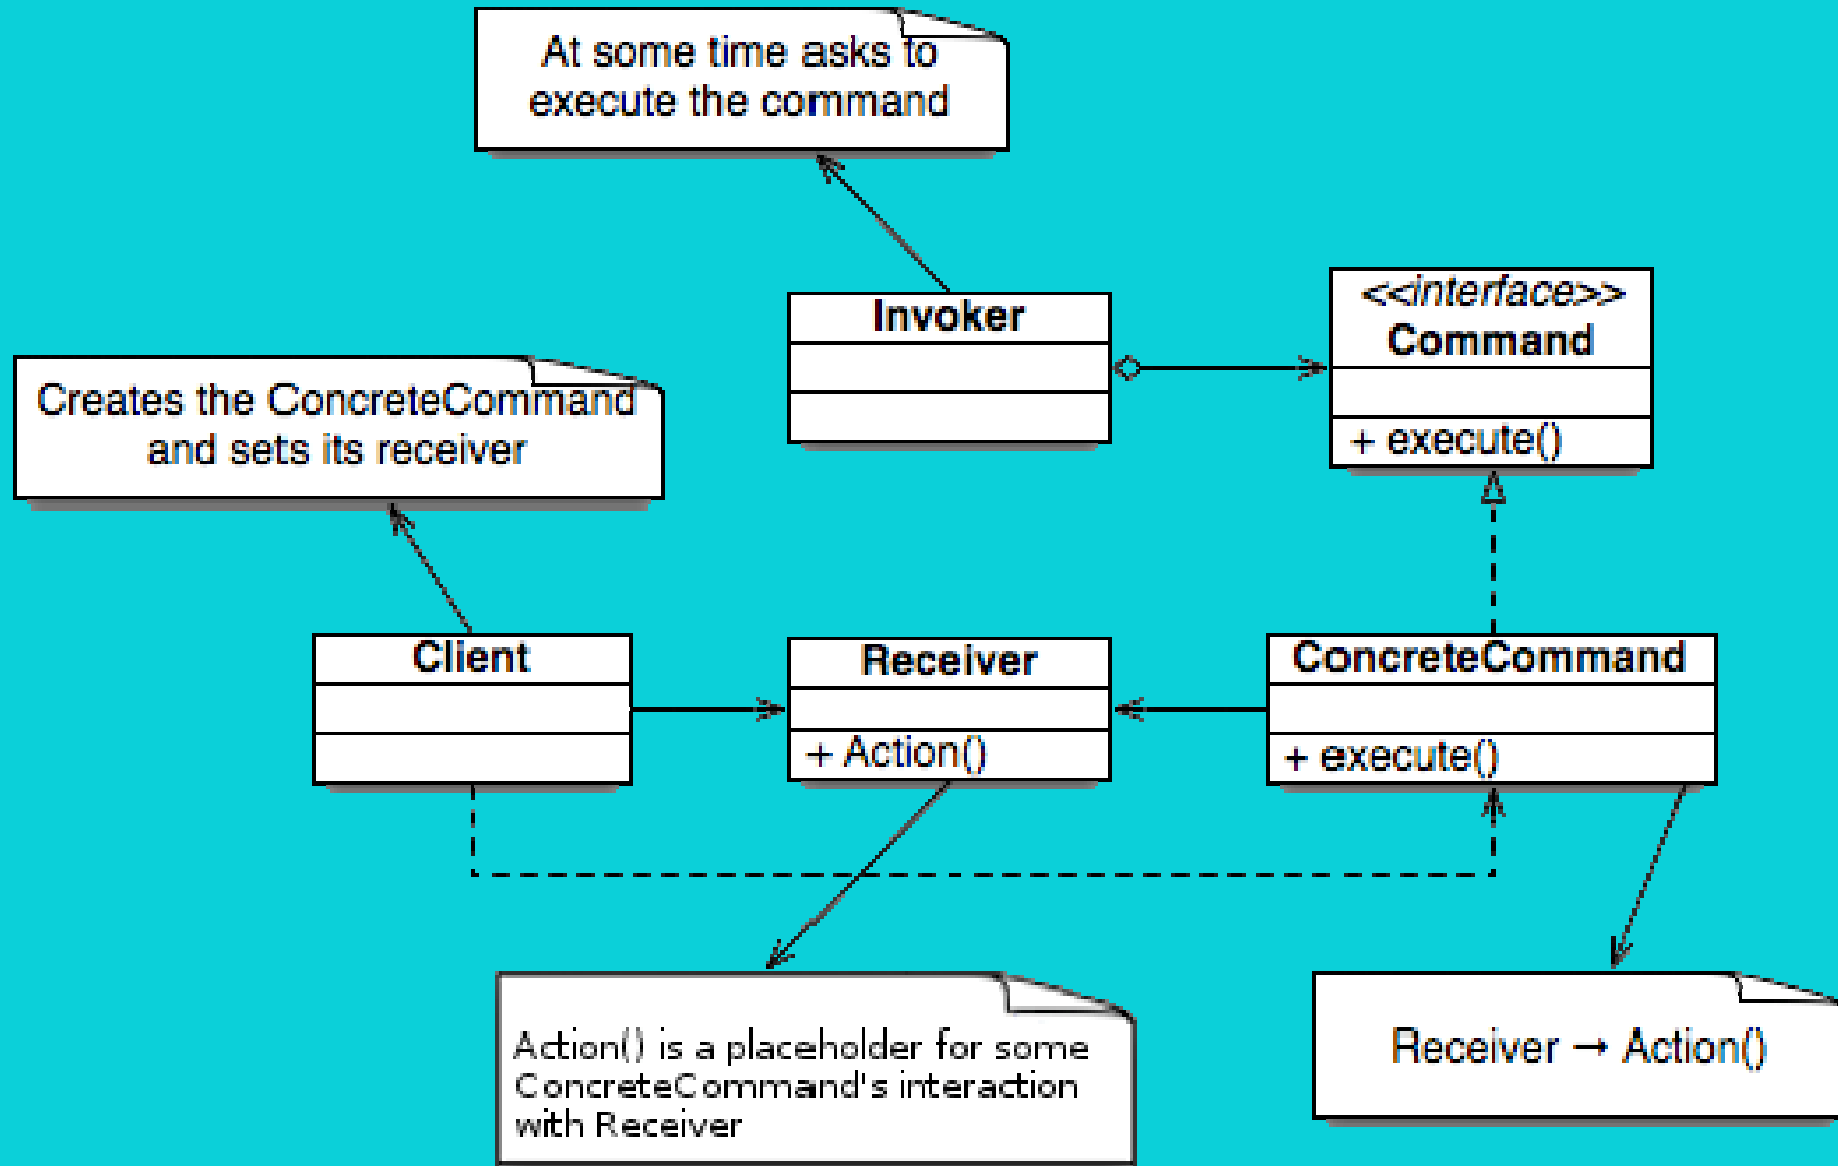 At some time asks to
execute the command
Invoker
<<interface>>
Command
+ execute()
Creates the ConcreteCommand
and sets its receiver
Client
Receiver
+ Action()
ConcreteCommand
+ execute()
Action() is a placeholder for some
ConcreteCommand's interaction
with Receiver
Receiver → Action()